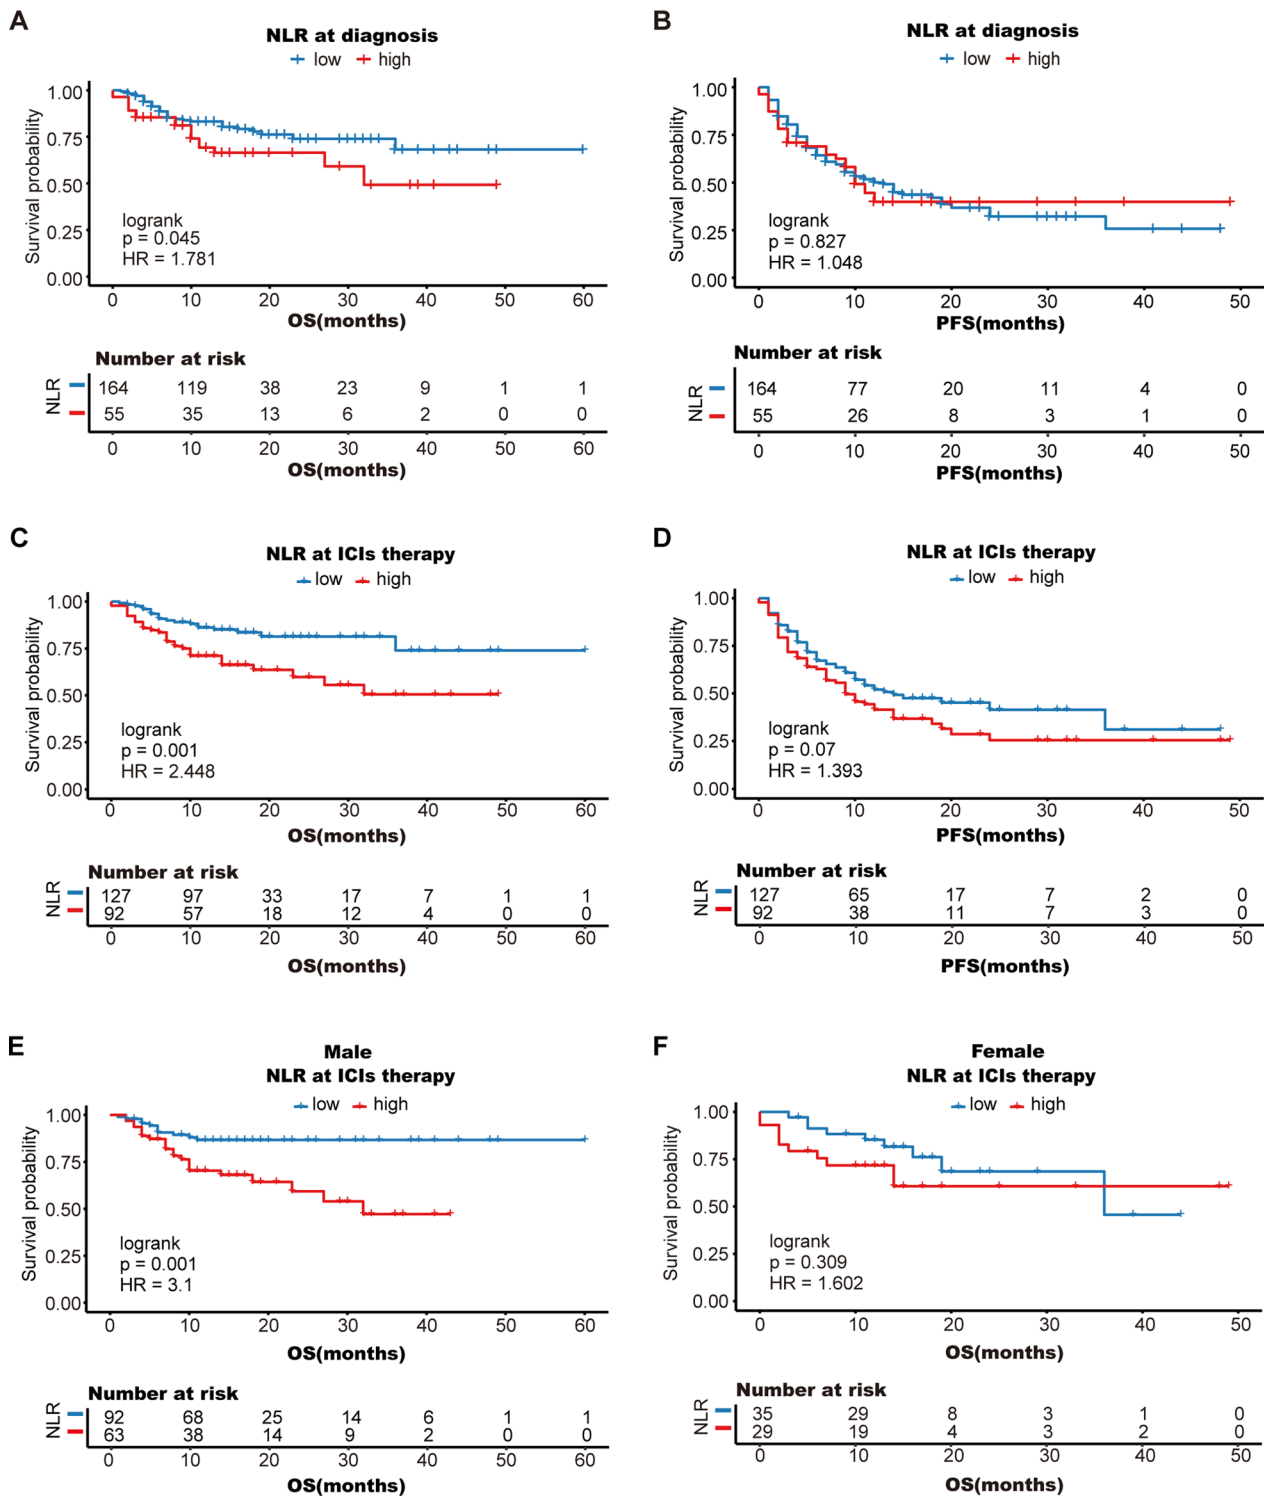 A
NLR at diagnosis
low high
Survival probability
1.00
0.75
0.50
0.25
0.00
logrank
p = 0.045
HR = 1.781
0 10 20 30 40 50 60
OS(months)
Number at risk
NLR
164 119 38 23 9 1 1
55 35 13 6 2 0 0
0 10 20 30 40 50 60
OS(months)
B
NLR at diagnosis
low high
Survival probability
1.00
0.75
0.50
0.25
0.00
logrank
p = 0.827
HR = 1.048
0 10 20 30 40 50
PFS(months)
Number at risk
NLR
164 77 20 11 4 0
55 26 8 3 1 0
0 10 20 30 40 50
PFS(months)
C
NLR at ICIs therapy
low high
Survival probability
1.00
0.75
0.50
0.25
0.00
logrank
p = 0.001
HR = 2.448
0 10 20 30 40 50 60
OS(months)
Number at risk
NLR
127 97 33 17 7 1 1
92 57 18 12 4 0 0
0 10 20 30 40 50 60
OS(months)
D
NLR at ICIs therapy
low high
Survival probability
1.00
0.75
0.50
0.25
0.00
logrank
p = 0.07
HR = 1.393
0 10 20 30 40 50
PFS(months)
Number at risk
NLR
127 65 17 7 2 0
92 38 11 7 3 0
0 10 20 30 40 50
PFS(months)
E
Male
NLR at ICIs therapy
low high
Survival probability
1.00
0.75
0.50
0.25
0.00
logrank
p = 0.001
HR = 3.1
0 10 20 30 40 50 60
OS(months)
Number at risk
NLR
92 68 25 14 6 1 1
63 38 14 9 2 0 0
0 10 20 30 40 50 60
OS(months)
F
Female
NLR at ICIs therapy
low high
Survival probability
1.00
0.75
0.50
0.25
0.00
logrank
p = 0.309
HR = 1.602
0 10 20 30 40 50
OS(months)
Number at risk
NLR
35 29 8 3 1 0
29 19 4 3 2 0
0 10 20 30 40 50
OS(months)